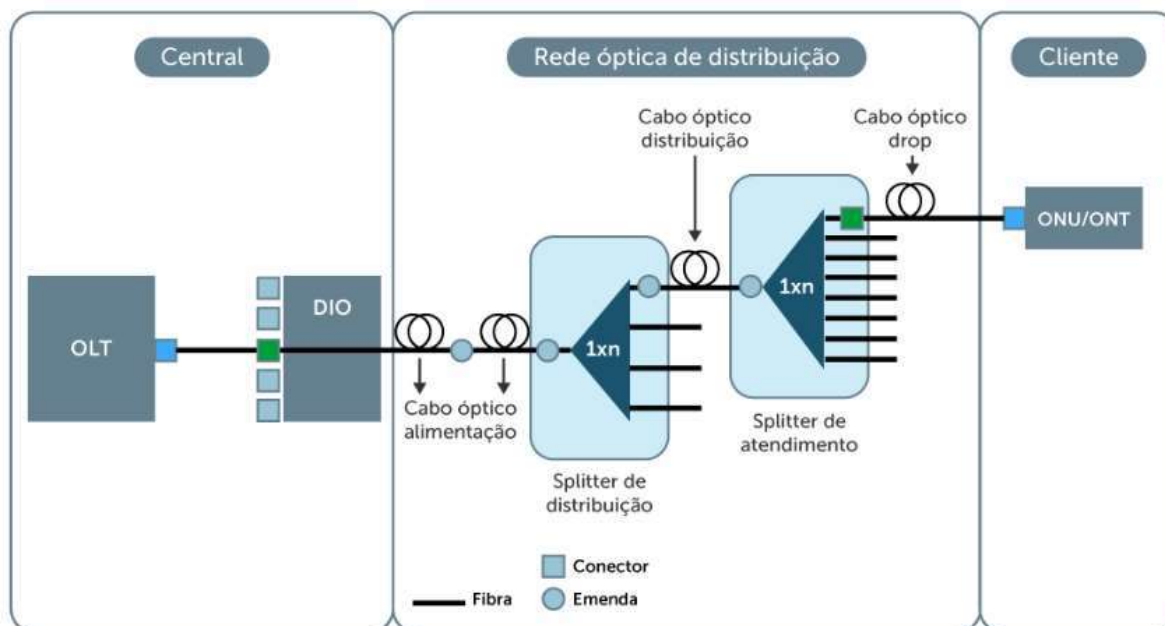 Central
Rede óptica de distribuição
Cliente
Cabo óptico
distribuição
Cabo óptico
drop
OLT
DIO
1xn
1xn
ONU/ONT
Cabo óptico
alimentação
Splitter de
distribuição
Splitter de
atendimento
Conector
Fibra
Emenda